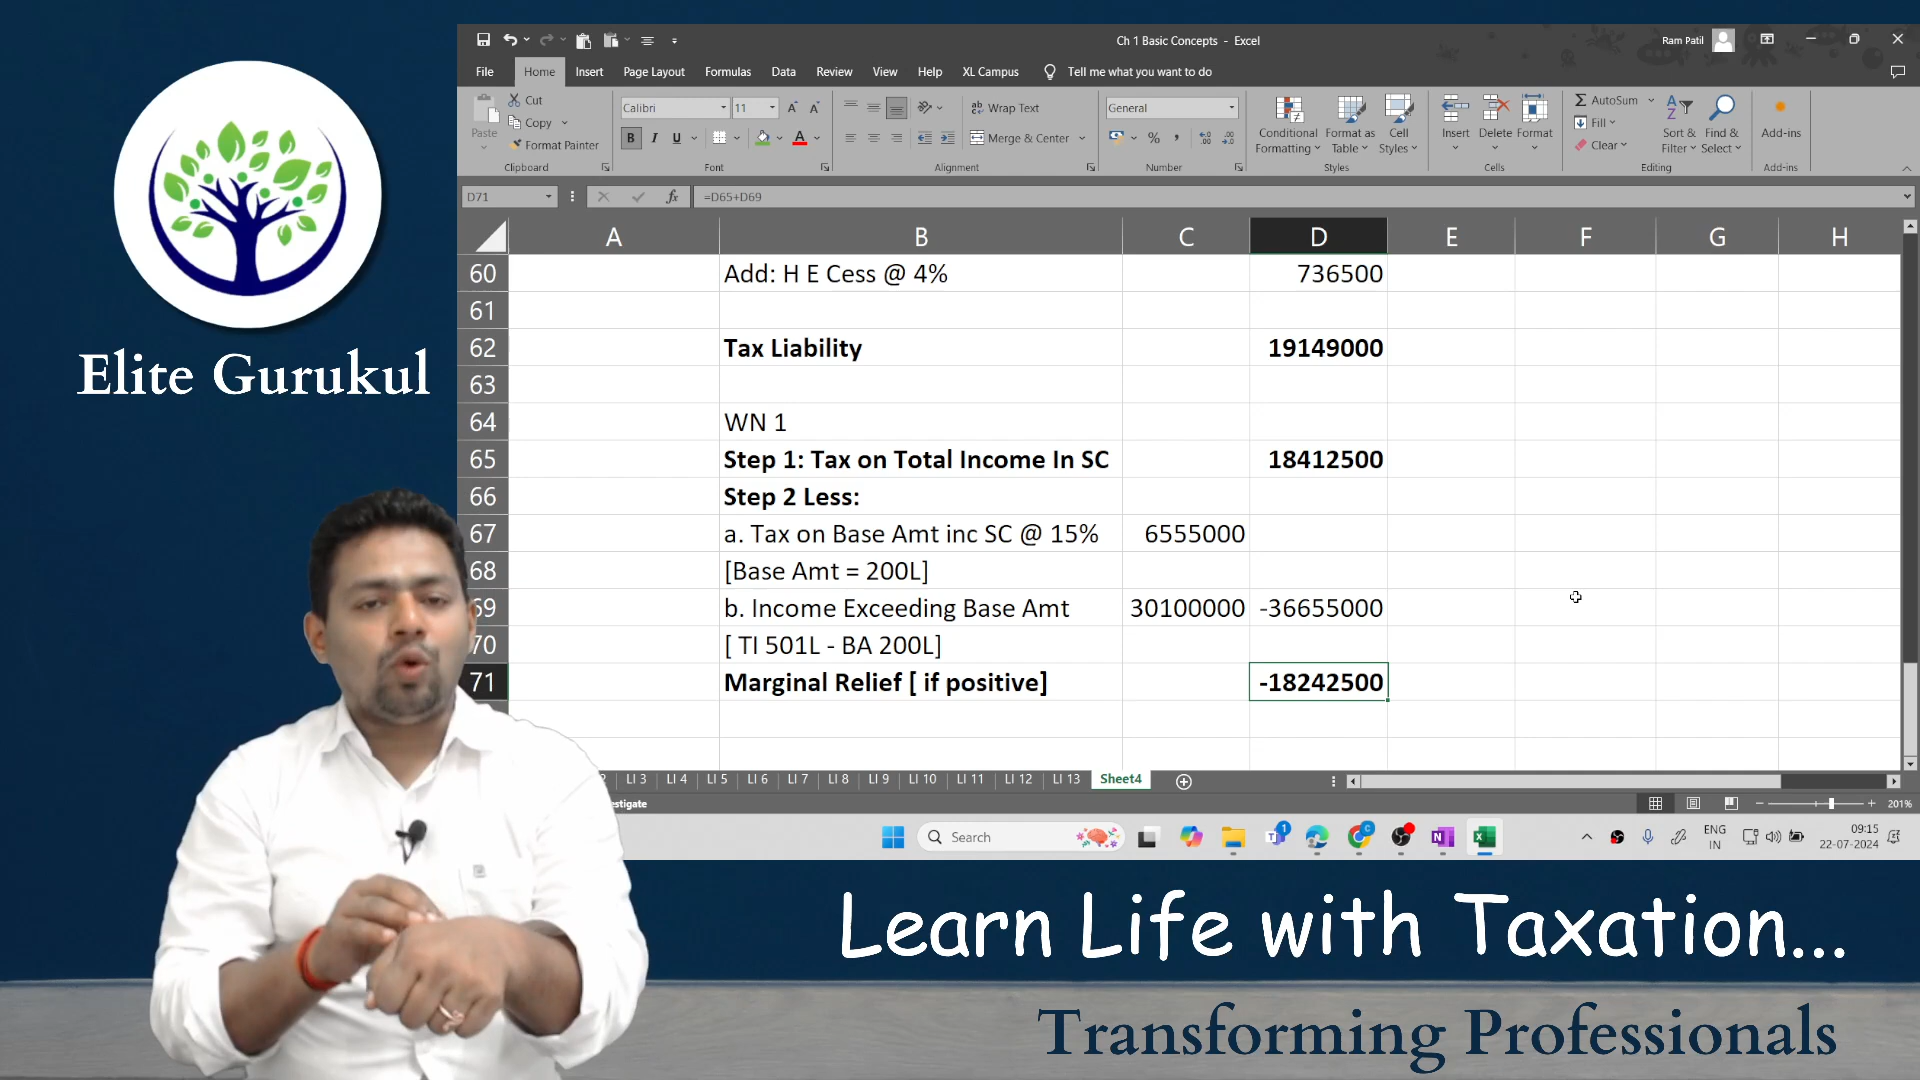 Elite Gurukul
Ch 1 Basic Concepts - Excel
Ram Patil
File Home Insert Page Layout Formulas Data Review View Help XL Campus Tell me what you want to do
Paste
Cut
Copy
Format Painter
Clipboard
Calibri 11
B I U
Font
Wrap Text
Merge & Center
Alignment
General
Number
Conditional Formatting
Format as Table
Cell Styles
Styles
Insert Delete Format
Cells
AutoSum
Fill
Clear
Sort & Filter
Find & Select
Editing
Add-ins
Add-ins
D71 fx =D65+D69
A B C D E F G H
60 Add: H E Cess @ 4% 736500
61
62 Tax Liability 19149000
63
64 WN 1
65 Step 1: Tax on Total Income In SC 18412500
66 Step 2 Less:
67 a. Tax on Base Amt inc SC @ 15% 6555000
68 [Base Amt = 200L]
69 b. Income Exceeding Base Amt 30100000 -36655000
70 [ TI 501L - BA 200L]
71 Marginal Relief [ if positive] -18242500
2 LI 3 LI 4 LI 5 LI 6 LI 7 LI 8 LI 9 LI 10 LI 11 LI 12 LI 13 Sheet4
estigate
201%
Search
1
ENG
IN
09:15
22-07-2024
Learn Life with Taxation...
Transforming Professionals